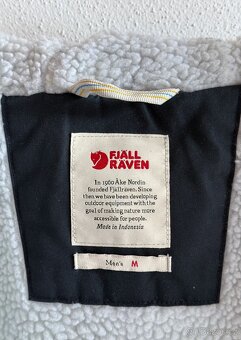 FJÄLL
RÄVEN
In 1960 Åke Nordin
founded Fjällräven. Since
then we have been developing
outdoor equipment with the
goal of making nature more
accessible for people.
Made in Indonesia
Men's M